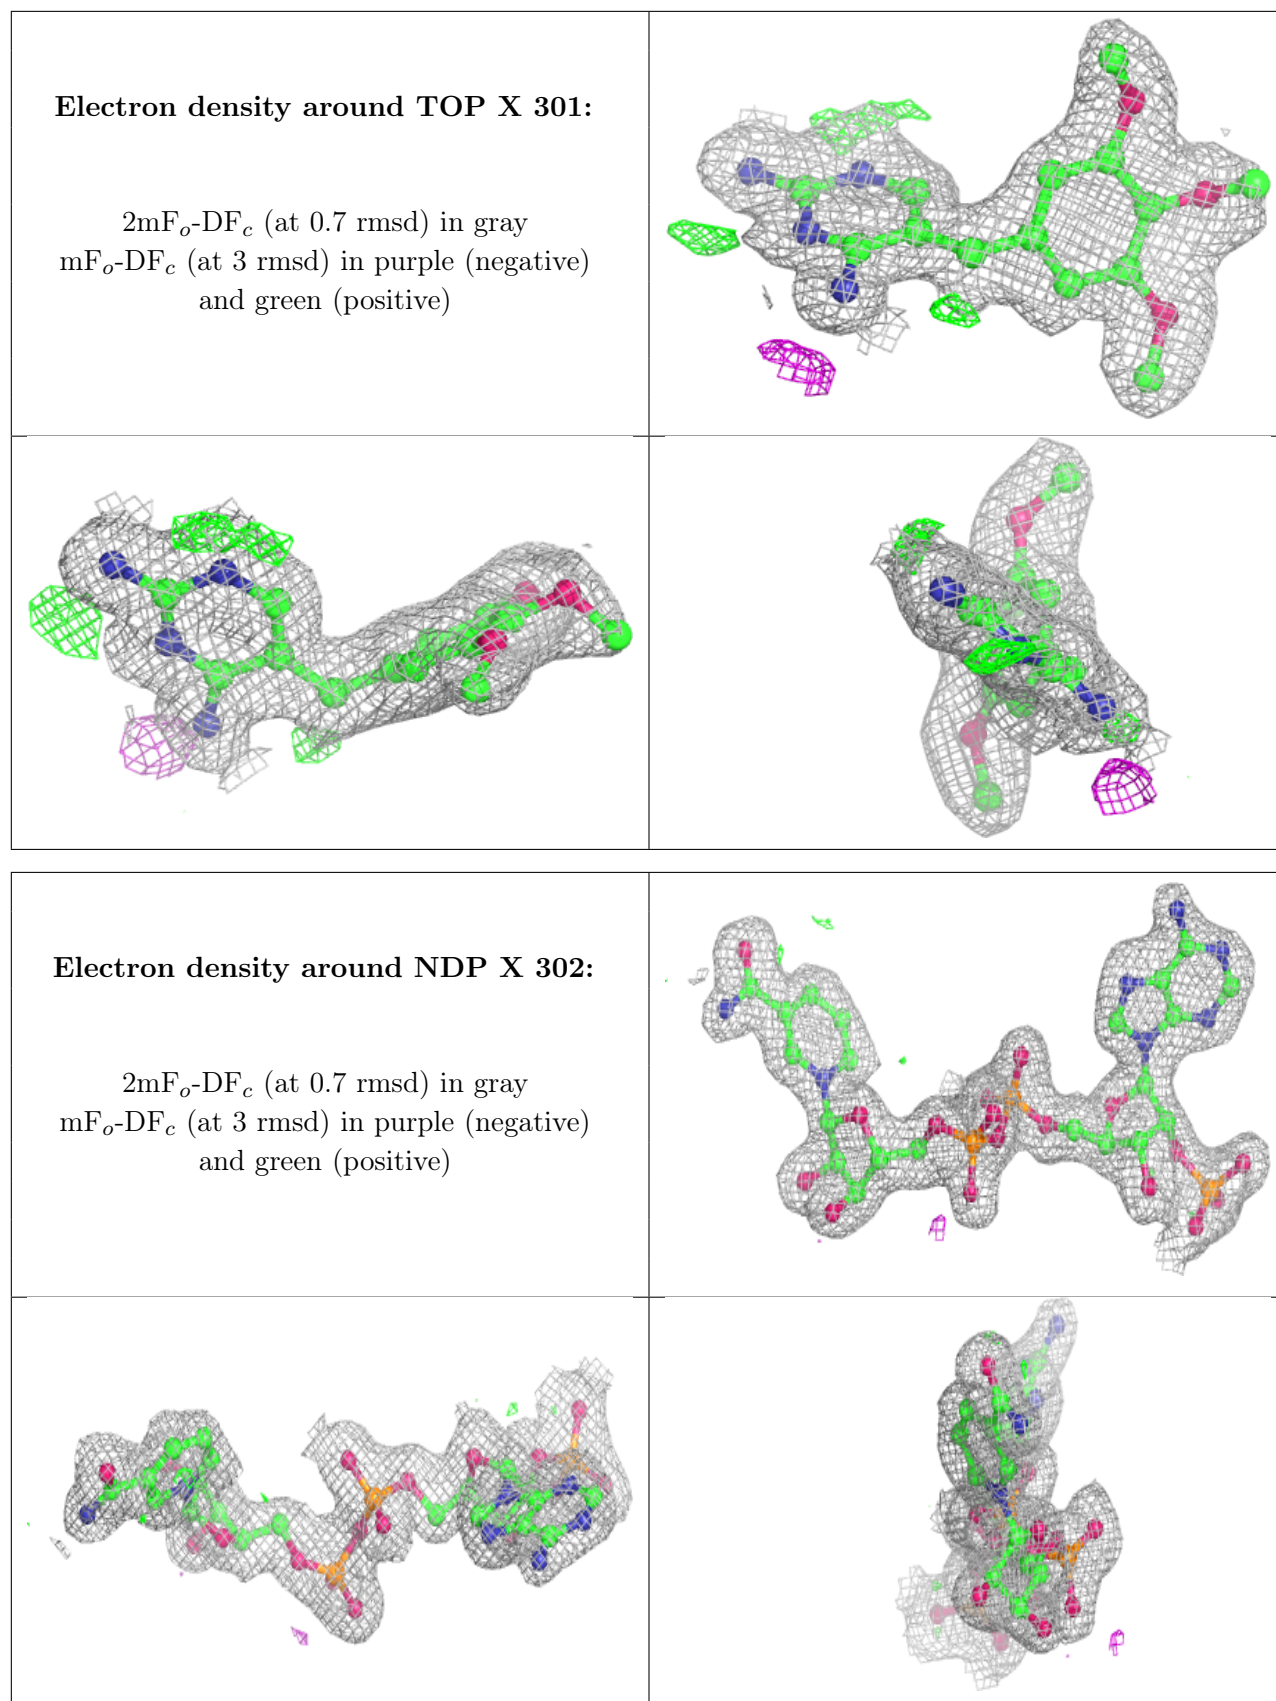 Electron density around TOP X 301:
2mFo-DFc (at 0.7 rmsd) in gray
mFo-DFc (at 3 rmsd) in purple (negative)
and green (positive)
Electron density around NDP X 302:
2mFo-DFc (at 0.7 rmsd) in gray
mFo-DFc (at 3 rmsd) in purple (negative)
and green (positive)